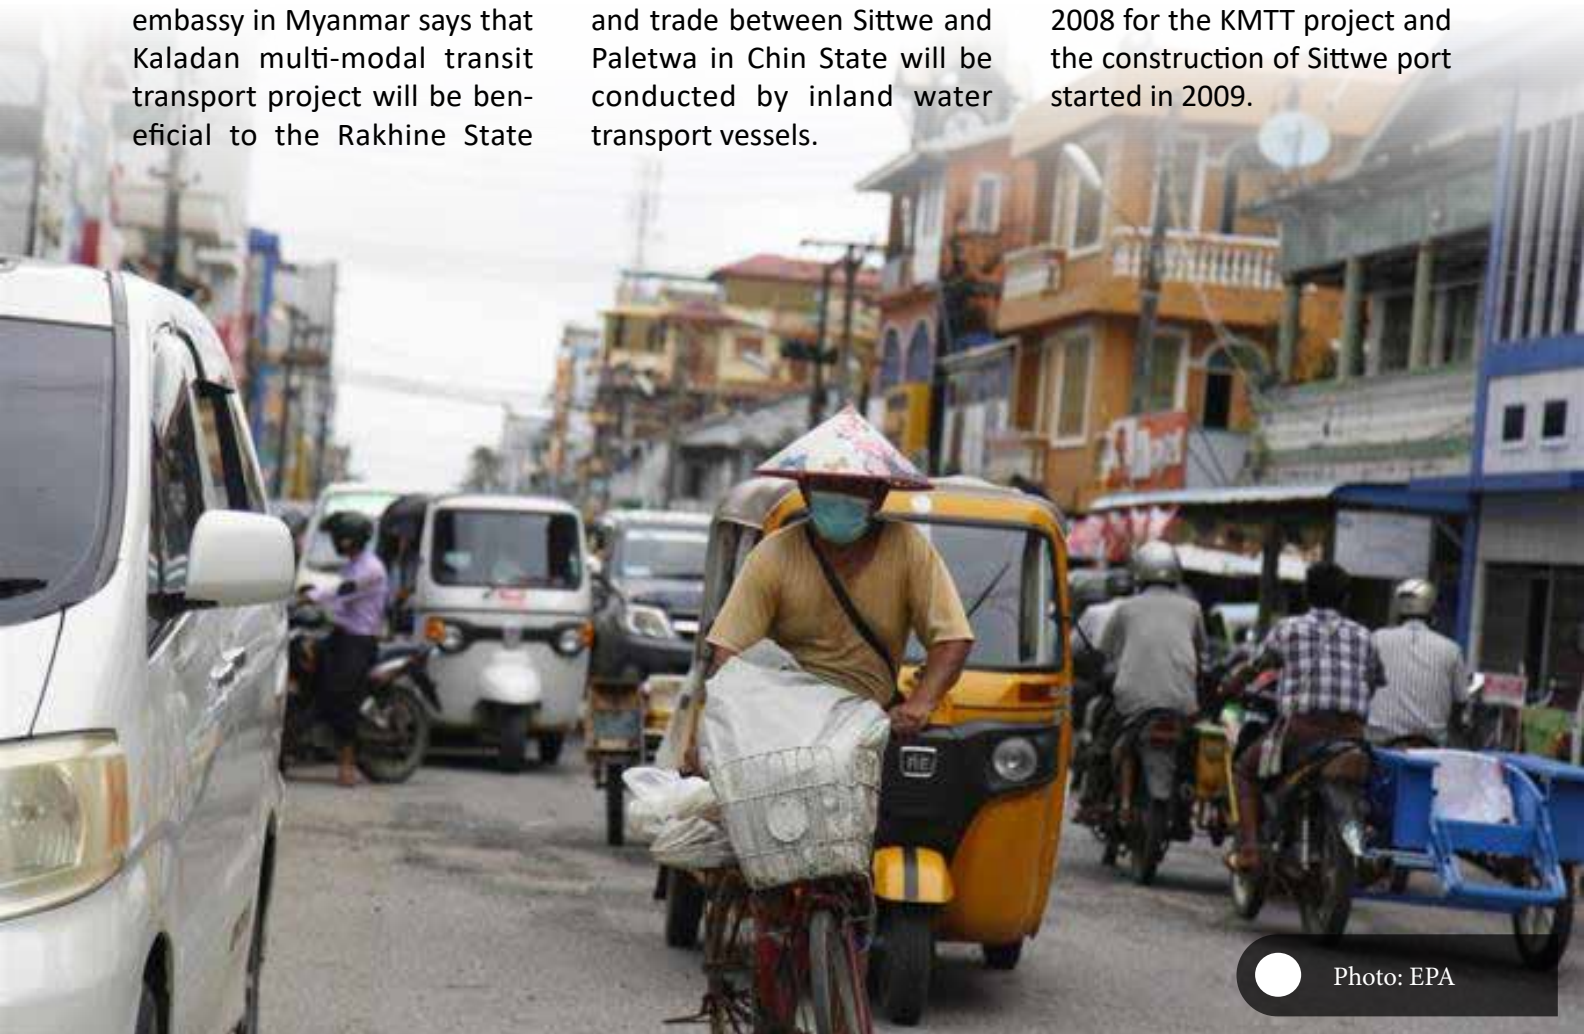 embassy in Myanmar says that
Kaladan multi-modal transit
transport project will be ben-
eficial to the Rakhine State
and trade between Sittwe and
Paletwa in Chin State will be
conducted by inland water
transport vessels.
2008 for the KMTT project and
the construction of Sittwe port
started in 2009.
RE
Photo: EPA